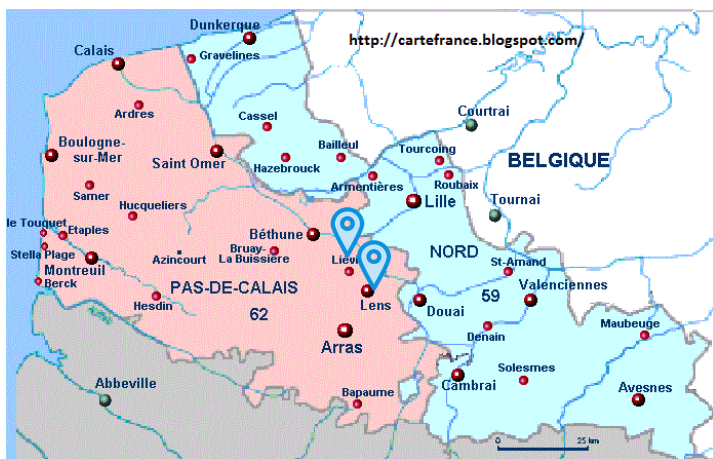 Dunkerque
http://cartefrance.blogspot.com/
Calais
Gravelines
Ardres
Cassel
Courtrai
Boulogne-
sur-Mer
Saint Omer
Bailleul
Hazebrouck
Tourcoing
BELGIQUE
Armentières
Roubaix
Samer
Lille
Tournai
Hucqueliers
le Touquet
Etaples
Béthune
Stella Plage
Azincourt
Bruay-
La Buissière
NORD
59
Montreuil
St-Amand
Berck
PAS-DE-CALAIS
62
Hesdin
Lens
Douai
Valenciennes
Denain
Maubeuge
Arras
Abbeville
Cambrai
Solesmes
Bapaume
Avesnes
0
25 km